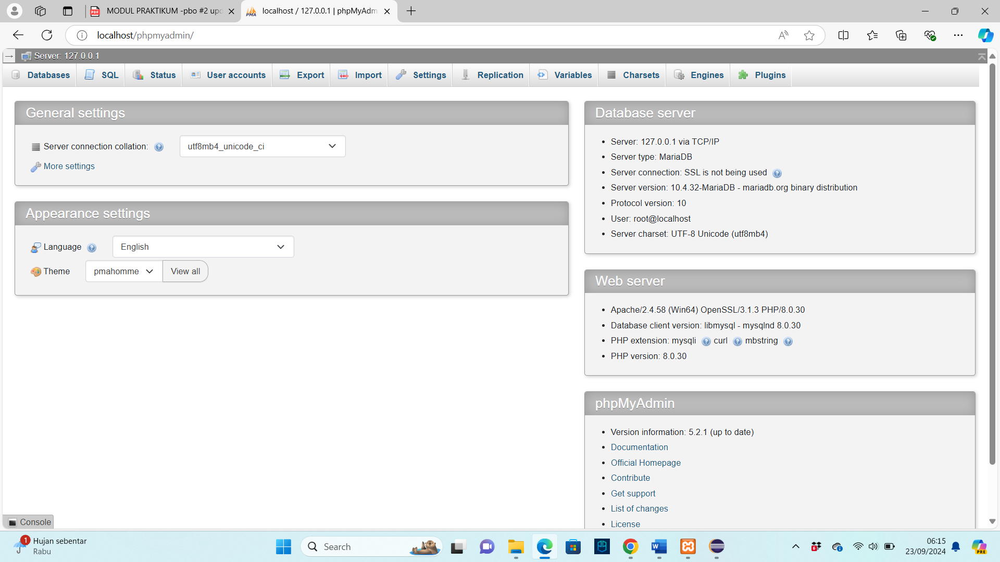 MODUL PRAKTIKUM -pbo #2 upd
localhost / 127.0.0.1 | phpMyAdm
localhost/phpmyadmin/
Server: 127.0.0.1
Databases
SQL
Status
User accounts
Export
Import
Settings
Replication
Variables
Charsets
Engines
Plugins
General settings
Server connection collation:
utf8mb4_unicode_ci
More settings
Appearance settings
Language
English
Theme
pmahomme
View all
Database server
Server: 127.0.0.1 via TCP/IP
Server type: MariaDB
Server connection: SSL is not being used
Server version: 10.4.32-MariaDB - mariadb.org binary distribution
Protocol version: 10
User: root@localhost
Server charset: UTF-8 Unicode (utf8mb4)
Web server
Apache/2.4.58 (Win64) OpenSSL/3.1.3 PHP/8.0.30
Database client version: libmysql - mysqlnd 8.0.30
PHP extension: mysqli curl mbstring
PHP version: 8.0.30
phpMyAdmin
Version information: 5.2.1 (up to date)
Documentation
Official Homepage
Contribute
Get support
List of changes
License
Console
1
Hujan sebentar
Rabu
Search
06:15
23/09/2024